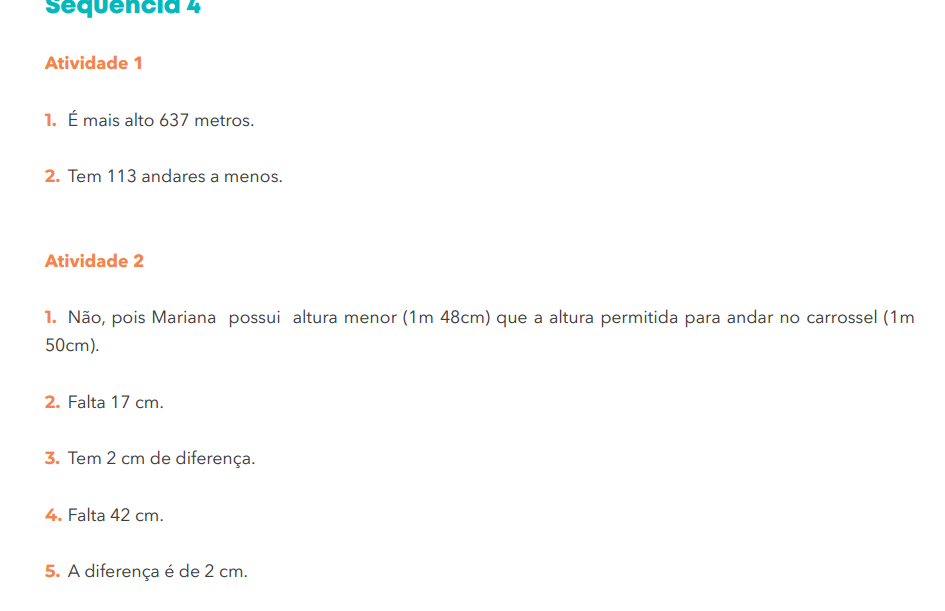 Sequência 4
Atividade 1
1. É mais alto 637 metros.
2. Tem 113 andares a menos.
Atividade 2
1. Não, pois Mariana possui altura menor (1m 48cm) que a altura permitida para andar no carrossel (1m
50cm).
2. Falta 17 cm.
3. Tem 2 cm de diferença.
4. Falta 42 cm.
5. A diferença é de 2 cm.